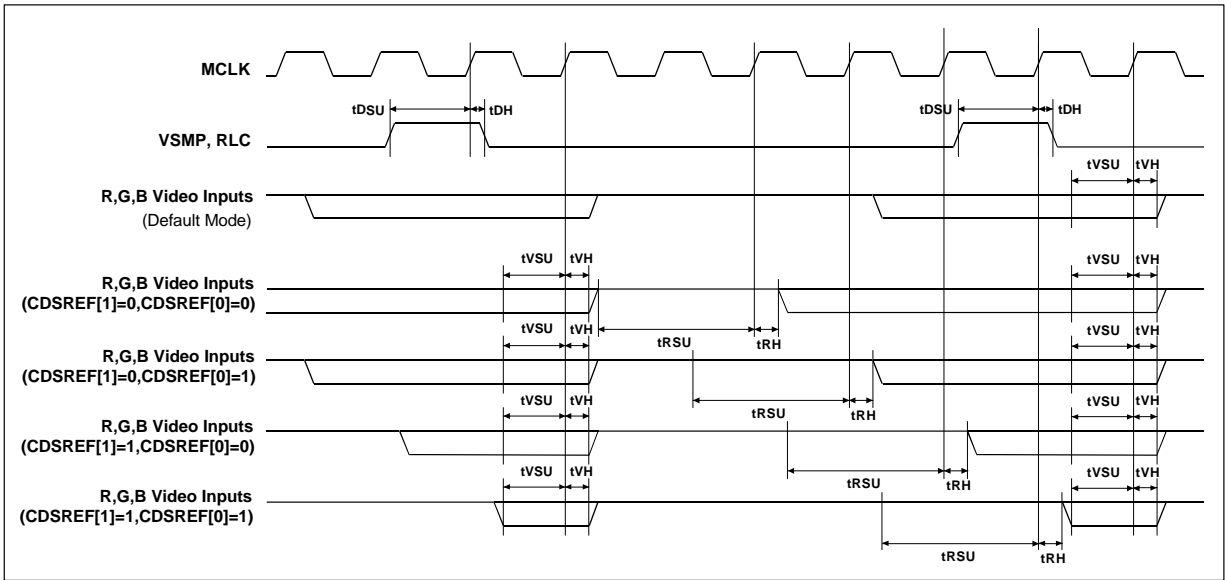 MCLK
tDSU tDH tDSU tDH
VSMP, RLC
tVSU tVH
R,G,B Video Inputs
(Default Mode)
tVSU tVH tVSU tVH
R,G,B Video Inputs
(CDSREF[1]=0,CDSREF[0]=0)
tRSU tRH
tVSU tVH tVSU tVH
R,G,B Video Inputs
(CDSREF[1]=0,CDSREF[0]=1)
tRSU tRH
tVSU tVH tVSU tVH
R,G,B Video Inputs
(CDSREF[1]=1,CDSREF[0]=0)
tRSU tRH
tVSU tVH tVSU tVH
R,G,B Video Inputs
(CDSREF[1]=1,CDSREF[0]=1)
tRSU tRH